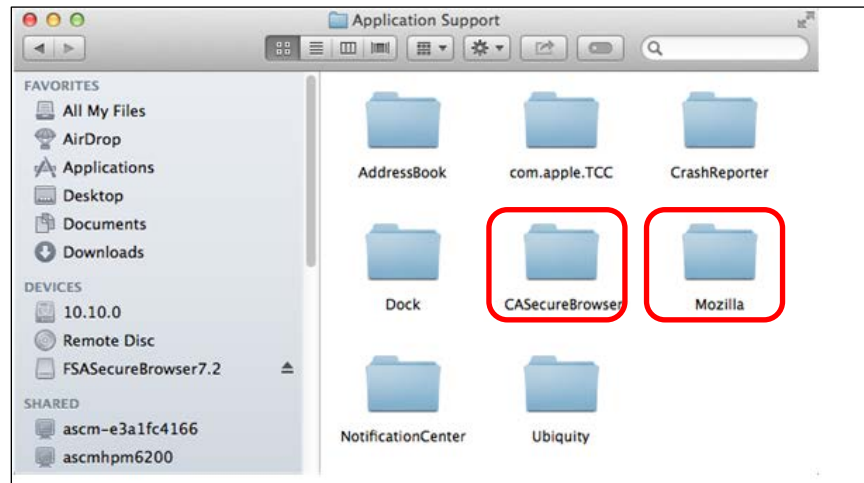 Application Support
FAVORITES
All My Files
AirDrop
Applications
Desktop
Documents
Downloads
DEVICES
10.10.0
Remote Disc
FSASecureBrowser7.2
SHARED
ascm-e3a1fc4166
ascmhpm6200
AddressBook com.apple.TCC CrashReporter
Dock CASecureBrowser Mozilla
NotificationCenter Ubiquity